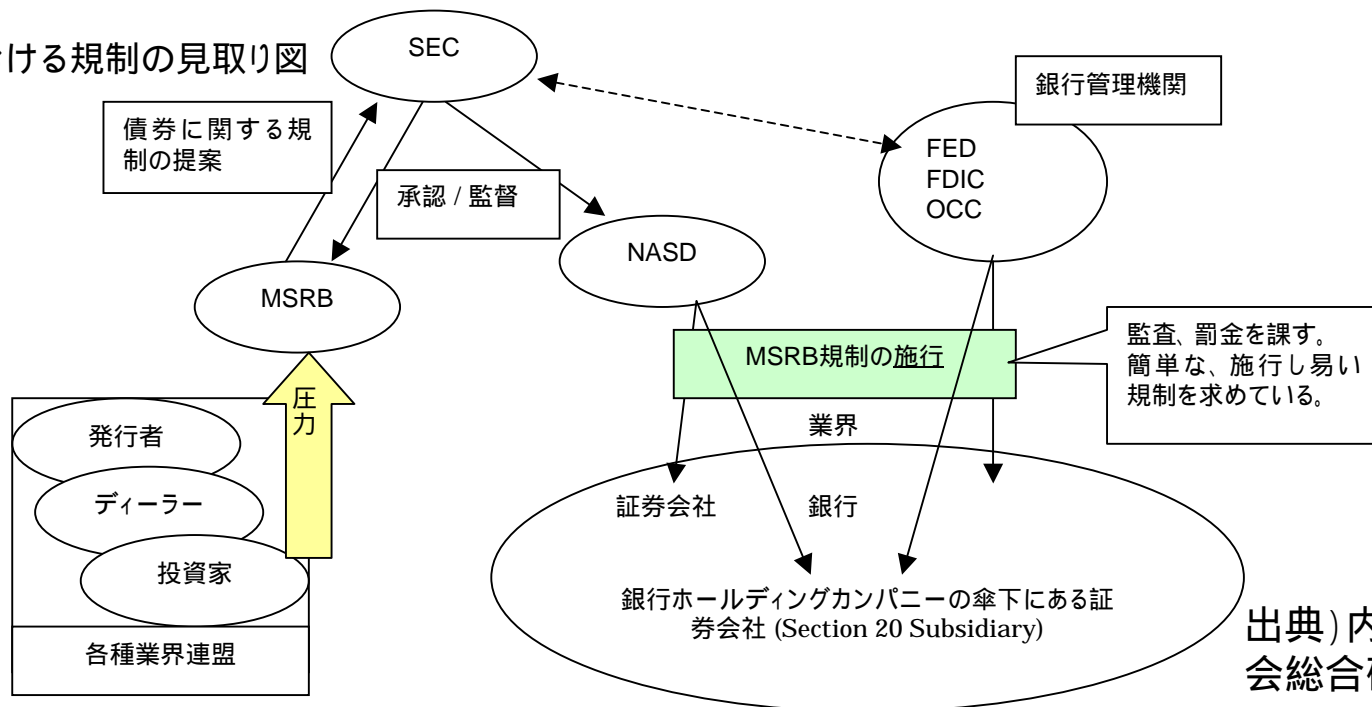 ける規制の見取り図
SEC
銀行管理機関
債券に関する規
制の提案
FED
FDIC
OCC
承認 / 監督
NASD
MSRB
MSRB規制の施行
監査、罰金を課す。
簡単な、施行し易い
規制を求めている。
圧力
業界
発行者
ディーラー
投資家
各種業界連盟
証券会社
銀行
銀行ホールディングカンパニーの傘下にある証
券会社 (Section 20 Subsidiary)
出典)内
会総合